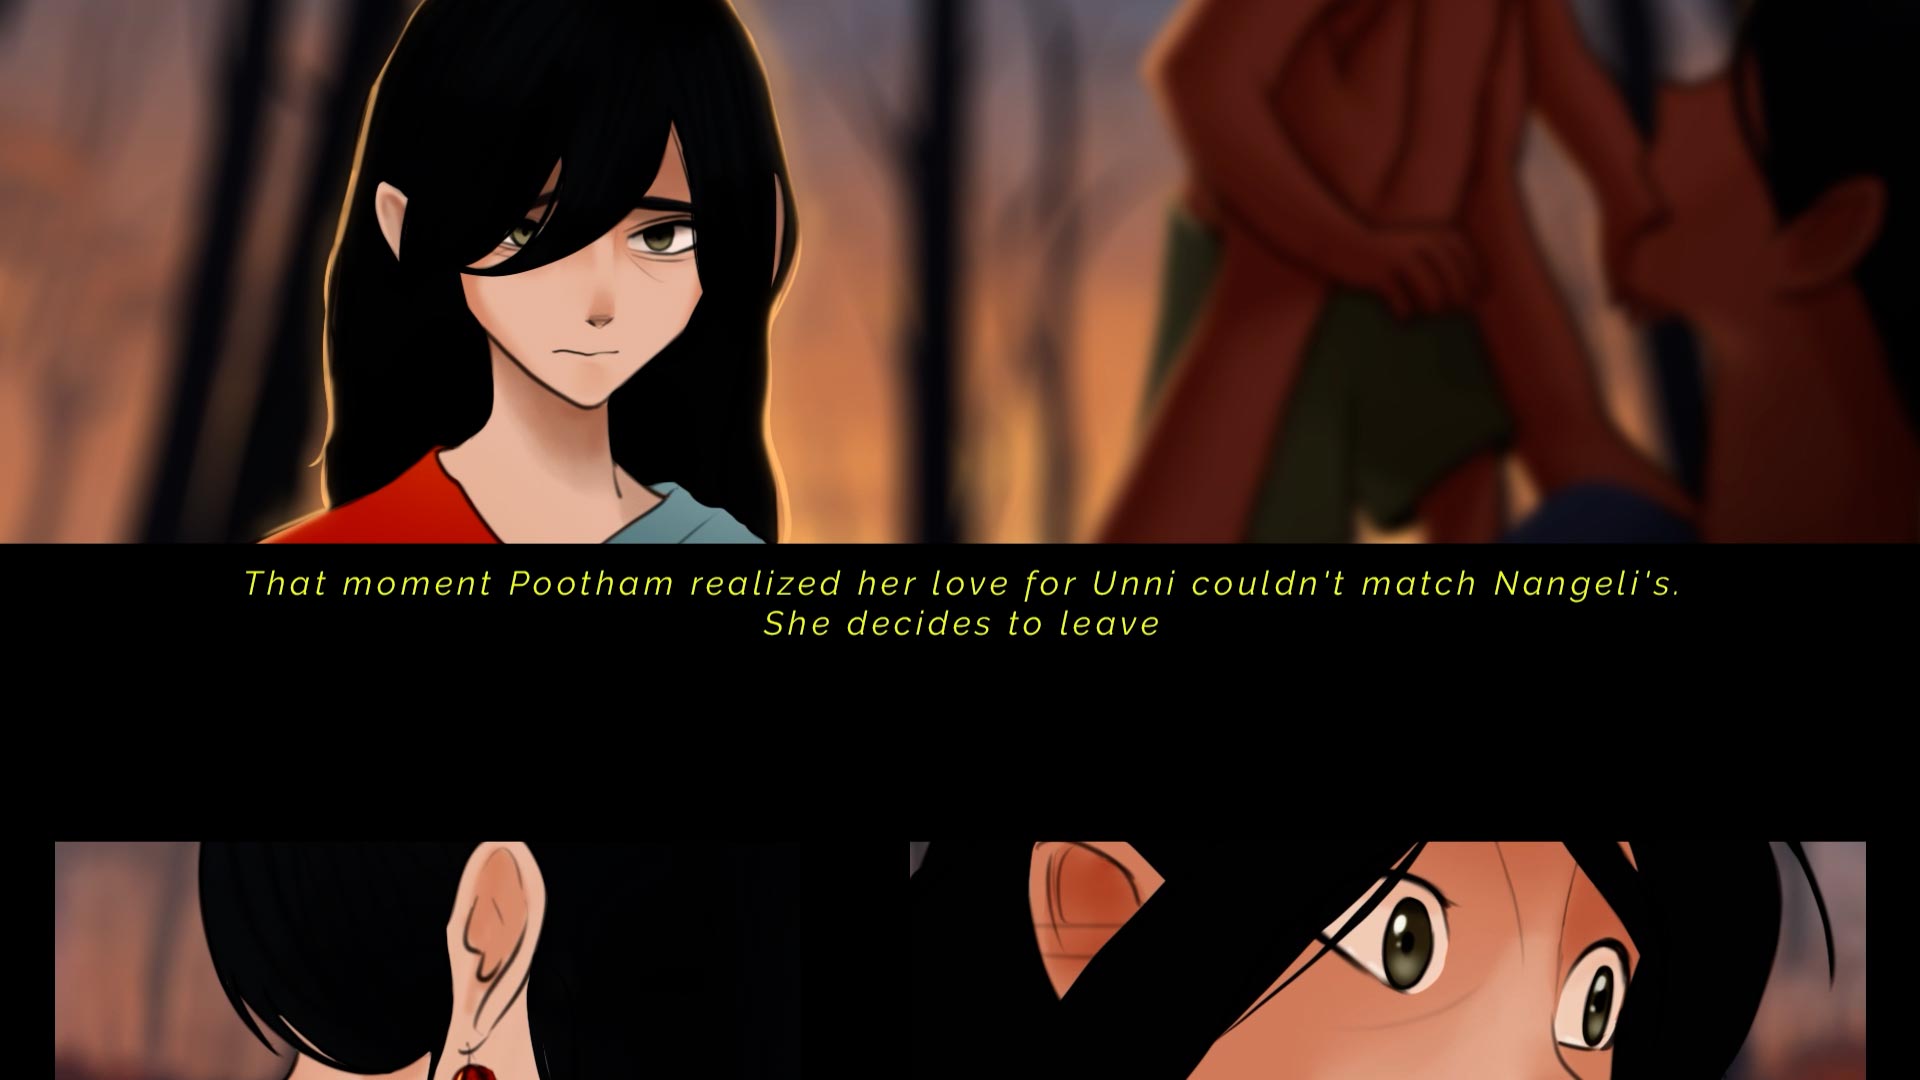 That moment Pootham realized her love for Unni couldn't match Nangeli's.
She decides to leave